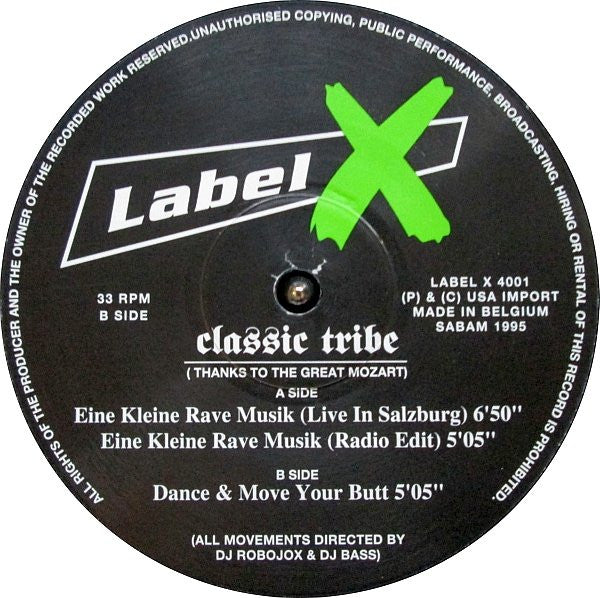 ALL RIGHTS OF THE PRODUCER AND THE OWNER OF THE RECORDED WORK RESERVED.UNAUTHORISED COPYING, PUBLIC PERFORMANCE, BROADCASTING, HIRING OR RENTAL OF THIS RECORD IS PROHIBITED.
Label X
33 RPM
B SIDE
LABEL X 4001
(P) & (C) USA IMPORT
MADE IN BELGIUM
SABAM 1995
classic tribe
( THANKS TO THE GREAT MOZART)
A SIDE
Eine Kleine Rave Musik (Live In Salzburg) 6'50"
Eine Kleine Rave Musik (Radio Edit) 5'05"
B SIDE
Dance & Move Your Butt 5'05"
(ALL MOVEMENTS DIRECTED BY
DJ ROBOJOX & DJ BASS)